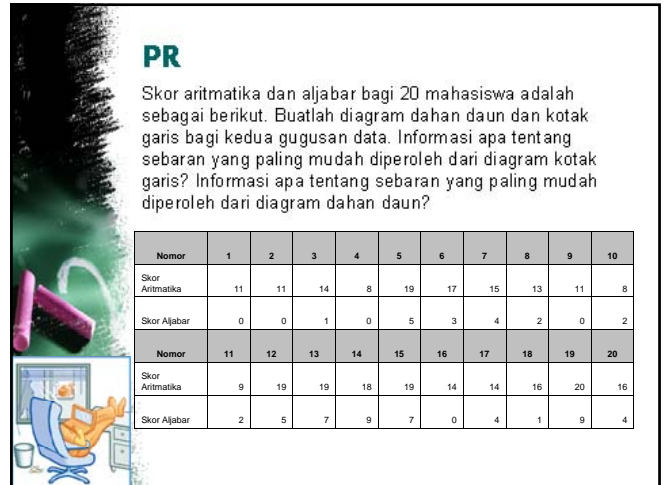 PR
Skor aritmatika dan aljabar bagi 20 mahasiswa adalah
sebagai berikut. Buatlah diagram dahan daun dan kotak
garis bagi kedua gugusan data. Informasi apa tentang
sebaran yang paling mudah diperoleh dari diagram kotak
garis? Informasi apa tentang sebaran yang paling mudah
diperoleh dari diagram dahan daun?
Nomor 1 2 3 4 5 6 7 8 9 10
Skor
Aritmatika 11 11 14 8 19 17 15 13 11 8
Skor Aljabar 0 0 1 0 5 3 4 2 0 2
Nomor 11 12 13 14 15 16 17 18 19 20
Skor
Aritmatika 9 19 19 18 19 14 14 16 20 16
Skor Aljabar 2 5 7 9 7 0 4 1 9 4